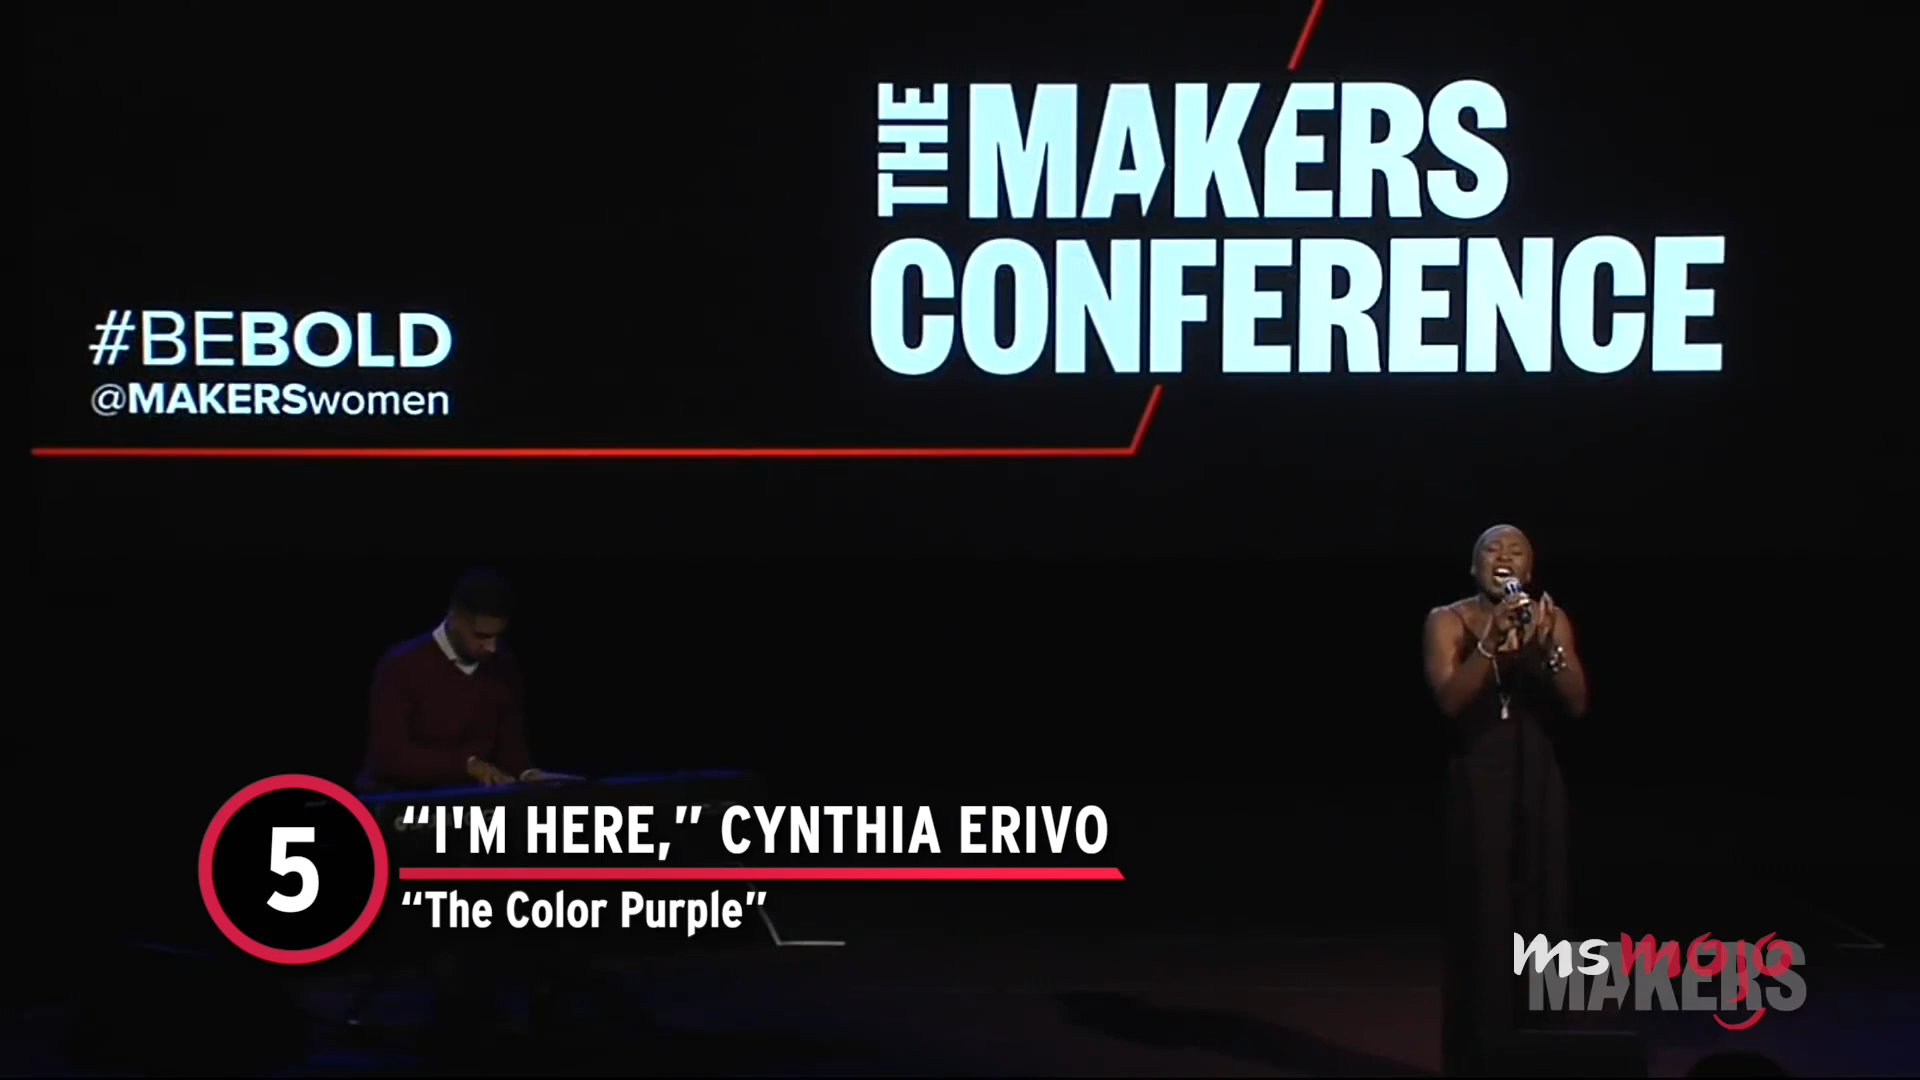 THE MAKERS
CONFERENCE
#BEBOLD
@MAKERSwomen
5
“I'M HERE,” CYNTHIA ERIVO
“The Color Purple”
msmojo
MAKERS